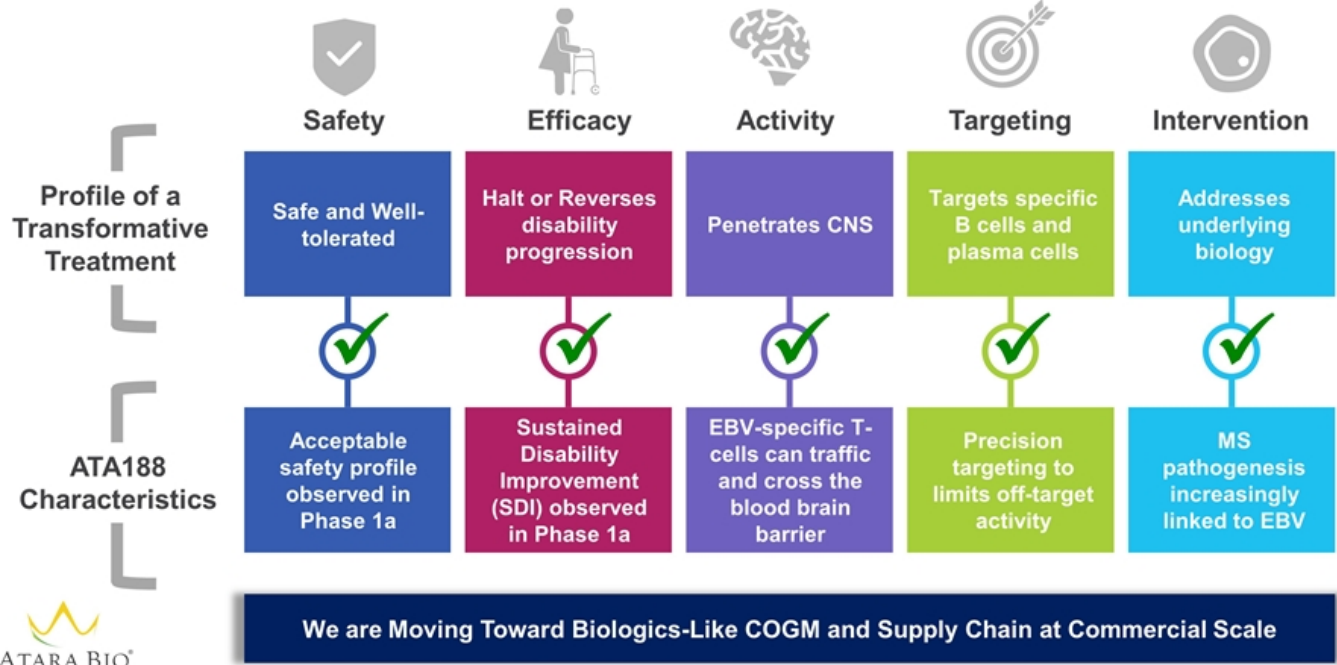 Safety
Efficacy
Activity
Targeting
Intervention
Profile of a
Transformative
Treatment
Safe and Well-
tolerated
Halt or Reverses
disability
progression
Penetrates CNS
Targets specific
B cells and
plasma cells
Addresses
underlying
biology
ATA188
Characteristics
Acceptable
safety profile
observed in
Phase 1a
Sustained
Disability
Improvement
(SDI) observed
in Phase 1a
EBV-specific T-
cells can traffic
and cross the
blood brain
barrier
Precision
targeting to
limits off-target
activity
MS
pathogenesis
increasingly
linked to EBV
We are Moving Toward Biologics-Like COGM and Supply Chain at Commercial Scale
ATARA BIO®